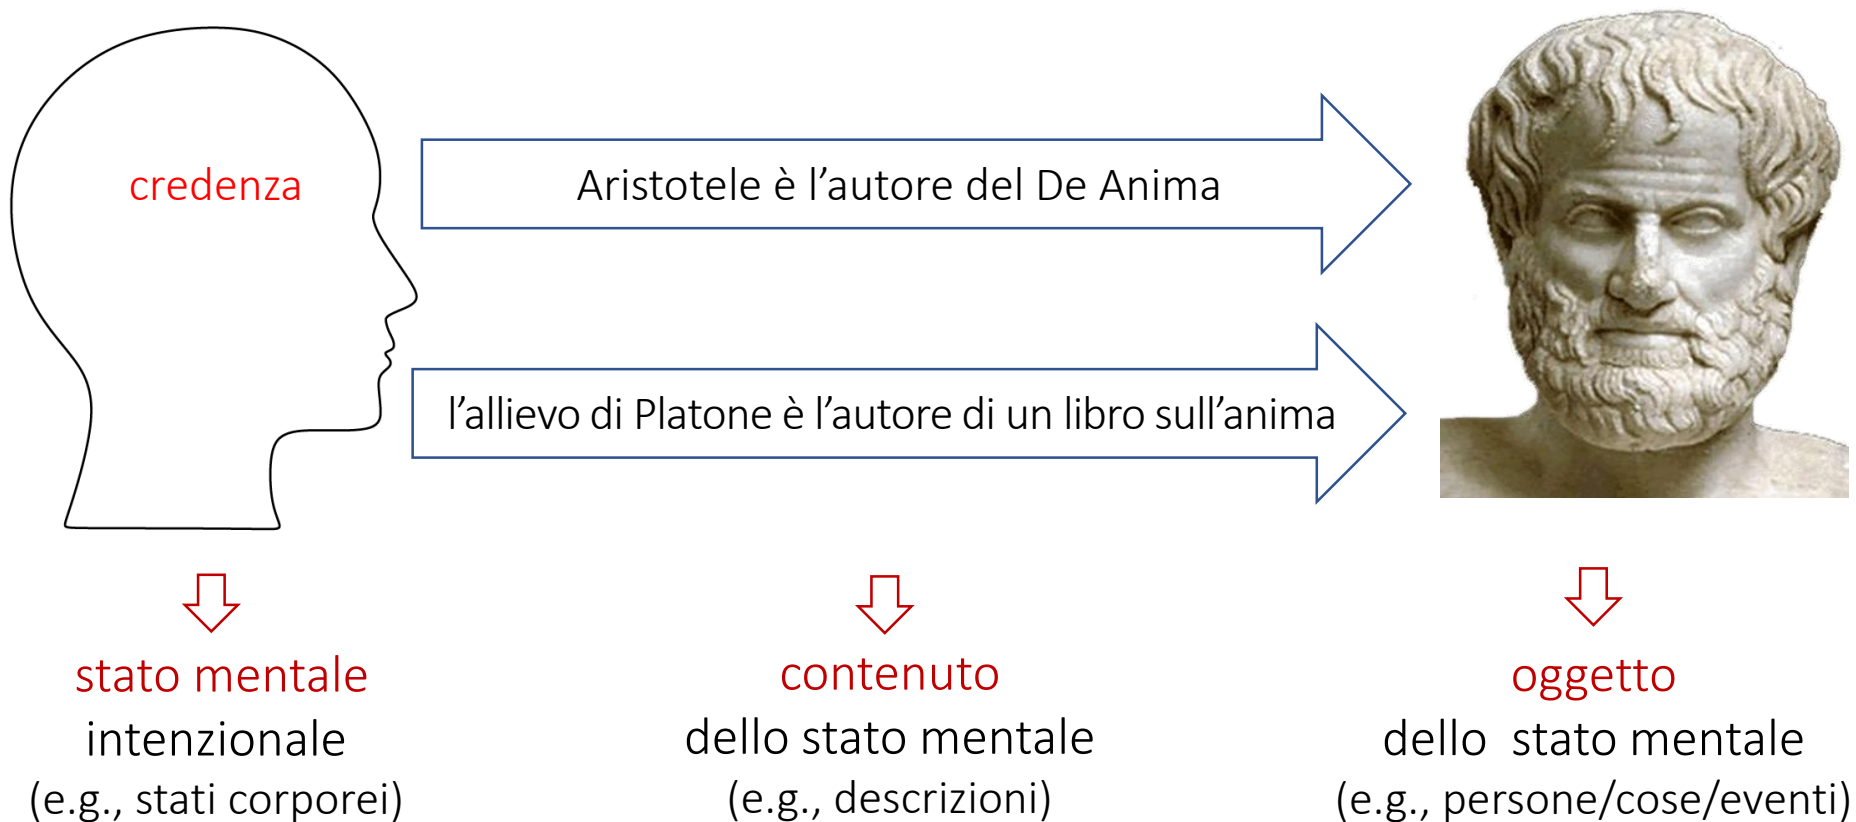 credenza
Aristotele è l’autore del De Anima
l’allievo di Platone è l’autore di un libro sull’anima
stato mentale
intenzionale
(e.g., stati corporei)
contenuto
dello stato mentale
(e.g., descrizioni)
oggetto
dello  stato mentale
(e.g., persone/cose/eventi)